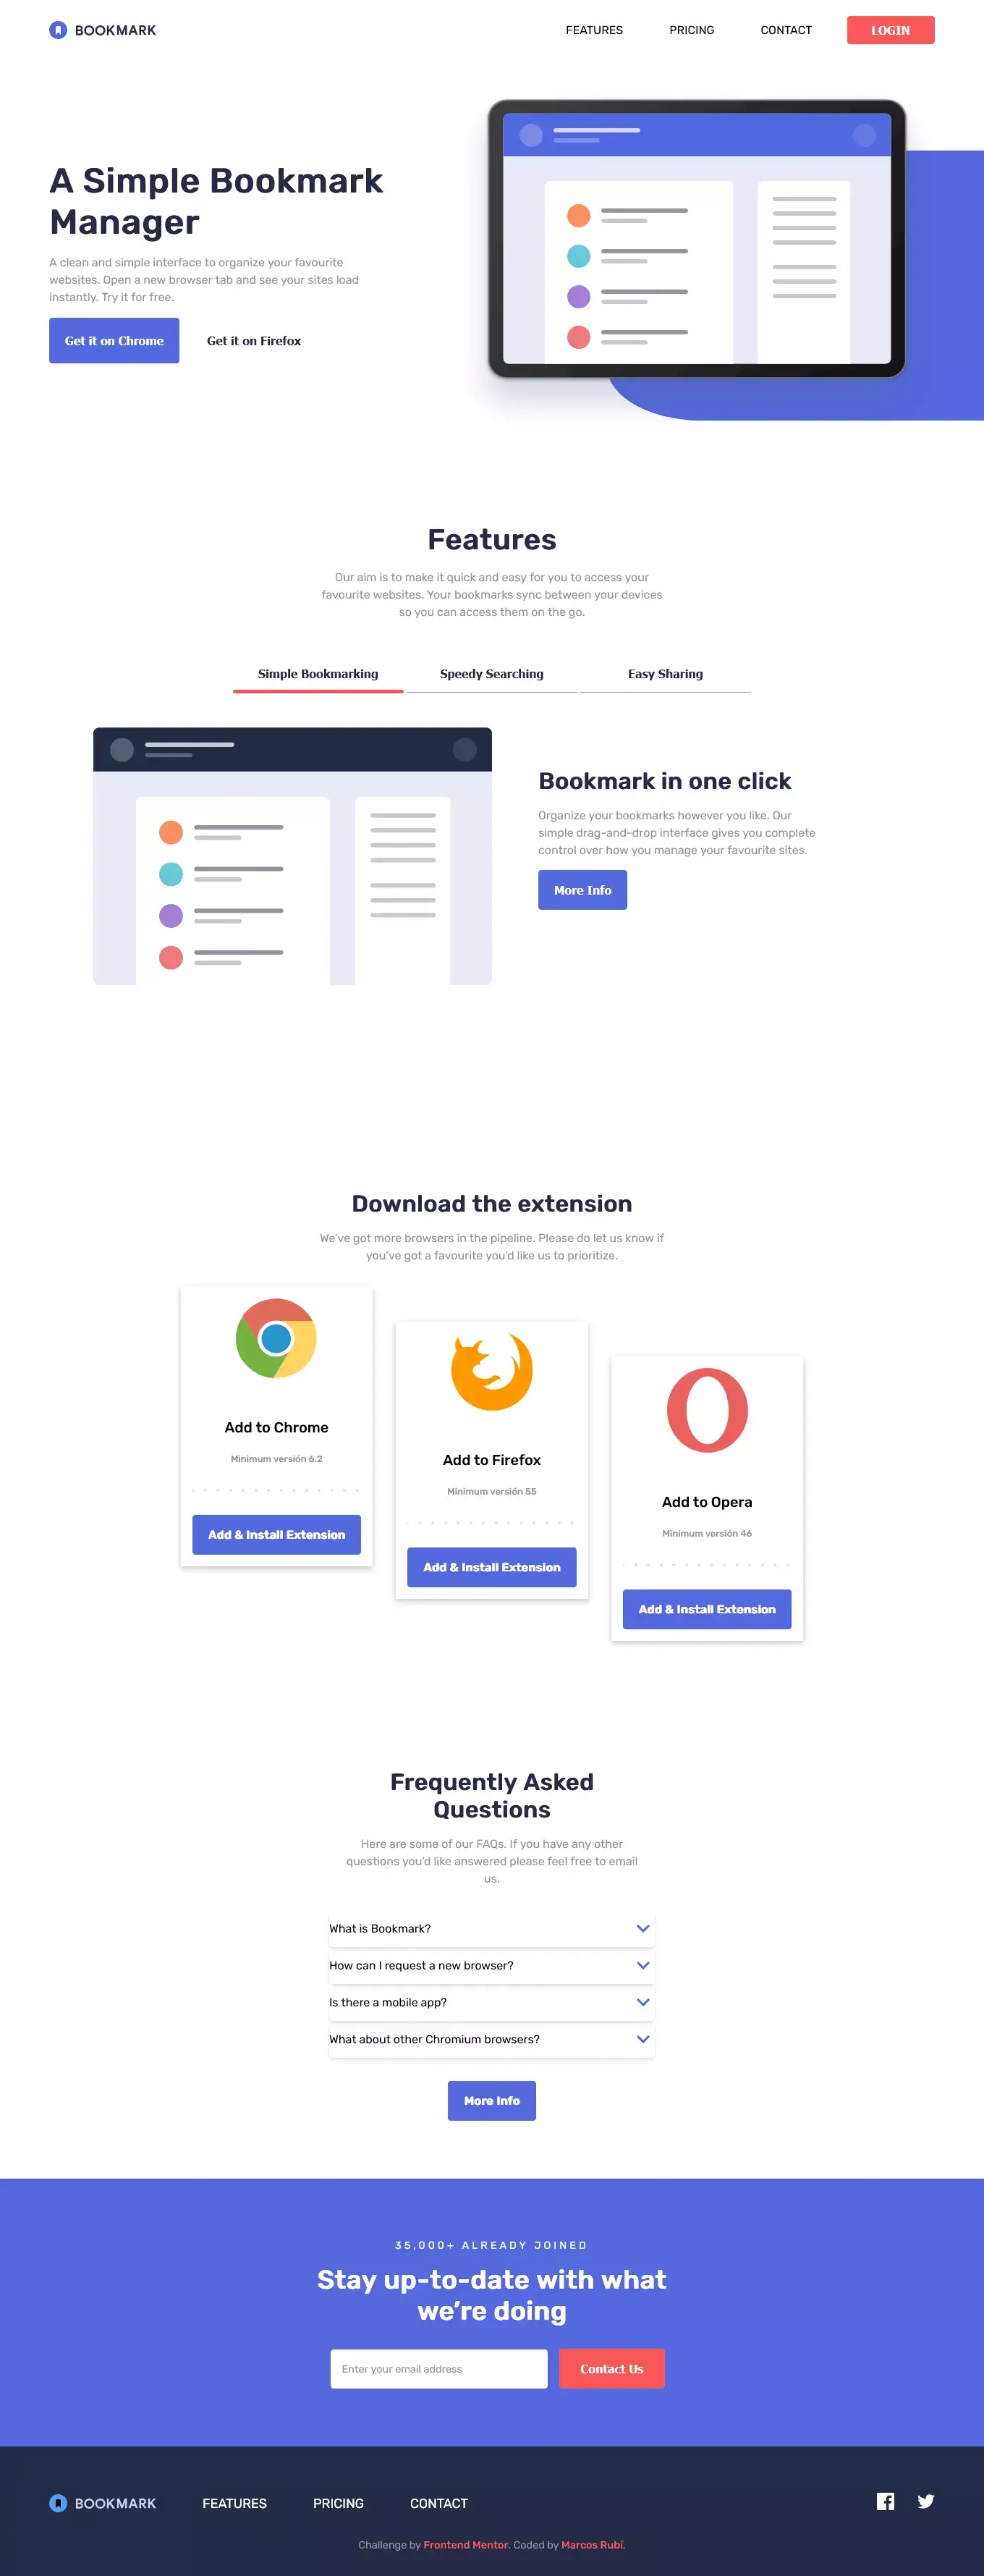 BOOKMARK
FEATURES
PRICING
CONTACT
LOGIN
A Simple Bookmark
Manager
A clean and simple interface to organize your favourite
websites. Open a new browser tab and see your sites load
instantly. Try it for free.
Get it on Chrome
Get it on Firefox
Features
Our aim is to make it quick and easy for you to access your
favourite websites. Your bookmarks sync between your devices
so you can access them on the go.
Simple Bookmarking
Speedy Searching
Easy Sharing
Bookmark in one click
Organize your bookmarks however you like. Our
simple drag-and-drop interface gives you complete
control over how you manage your favourite sites.
More Info
Download the extension
We’ve got more browsers in the pipeline. Please do let us know if
you’ve got a favourite you’d like us to prioritize.
Add to Chrome
Minimum versión 6.2
Add & Install Extension
Add to Firefox
Minimum versión 55
Add & Install Extension
Add to Opera
Minimum versión 46
Add & Install Extension
Frequently Asked
Questions
Here are some of our FAQs. If you have any other
questions you’d like answered please feel free to email
us.
What is Bookmark?
How can I request a new browser?
Is there a mobile app?
What about other Chromium browsers?
More Info
35,000+ ALREADY JOINED
Stay up-to-date with what
we’re doing
Enter your email address
Contact Us
BOOKMARK
FEATURES
PRICING
CONTACT
Challenge by Frontend Mentor. Coded by Marcos Rubí.